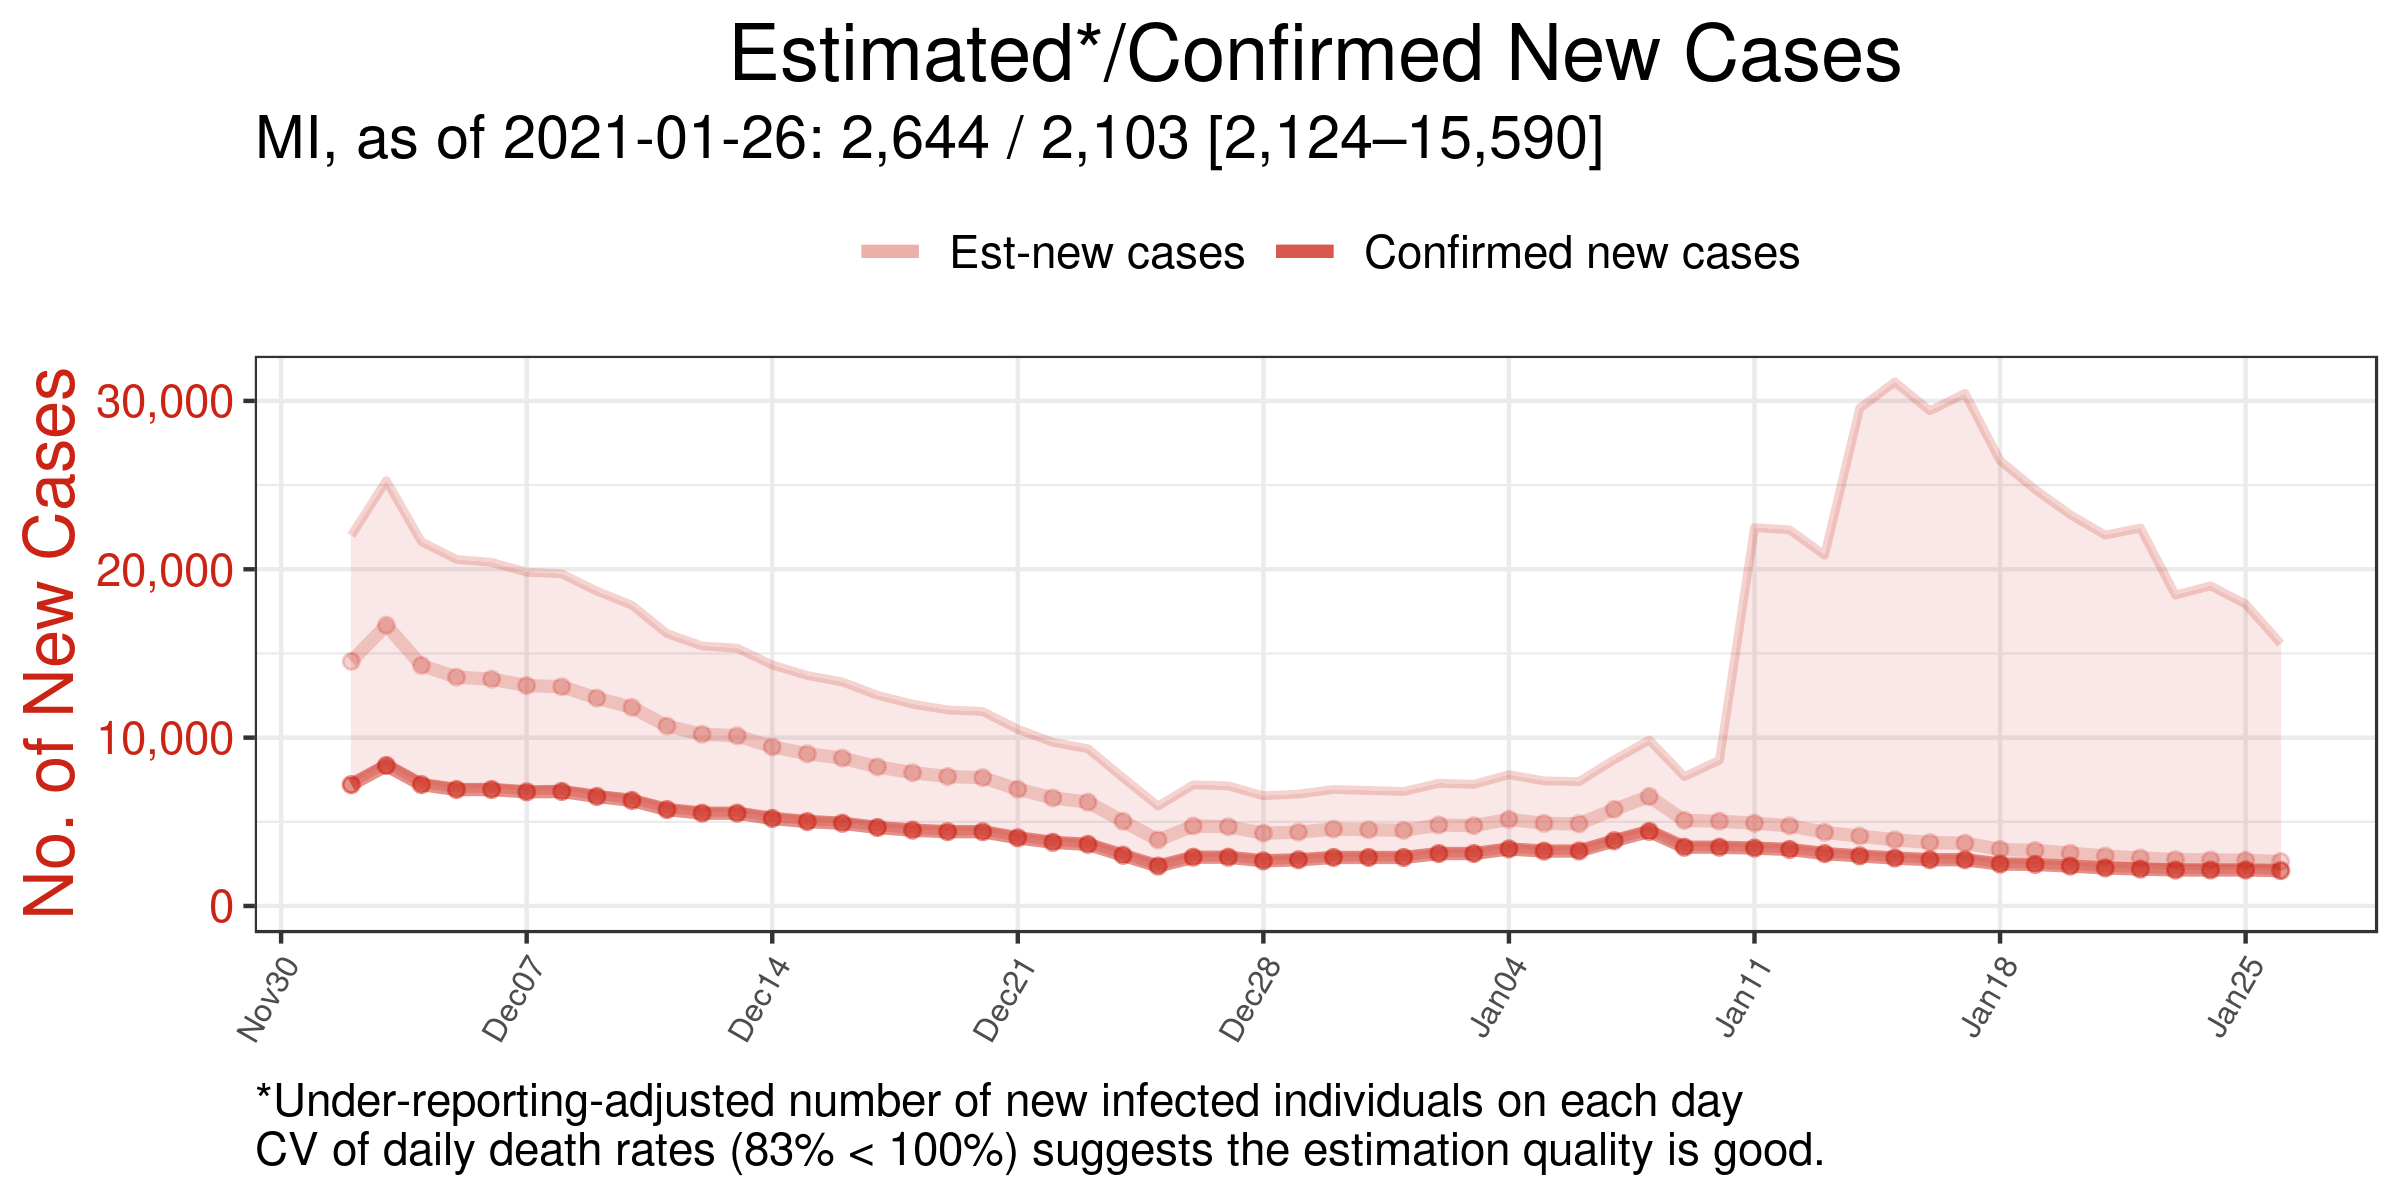 Estimated*/Confirmed New Cases
MI, as of 2021-01-26: 2,644 / 2,103 [2,124–15,590]
Est-new cases
Confirmed new cases
No. of New Cases
30,000
20,000
10,000
0
Nov30
Dec07
Dec14
Dec21
Dec28
Jan04
Jan11
Jan18
Jan25
*Under-reporting-adjusted number of new infected individuals on each day
CV of daily death rates (83% < 100%) suggests the estimation quality is good.